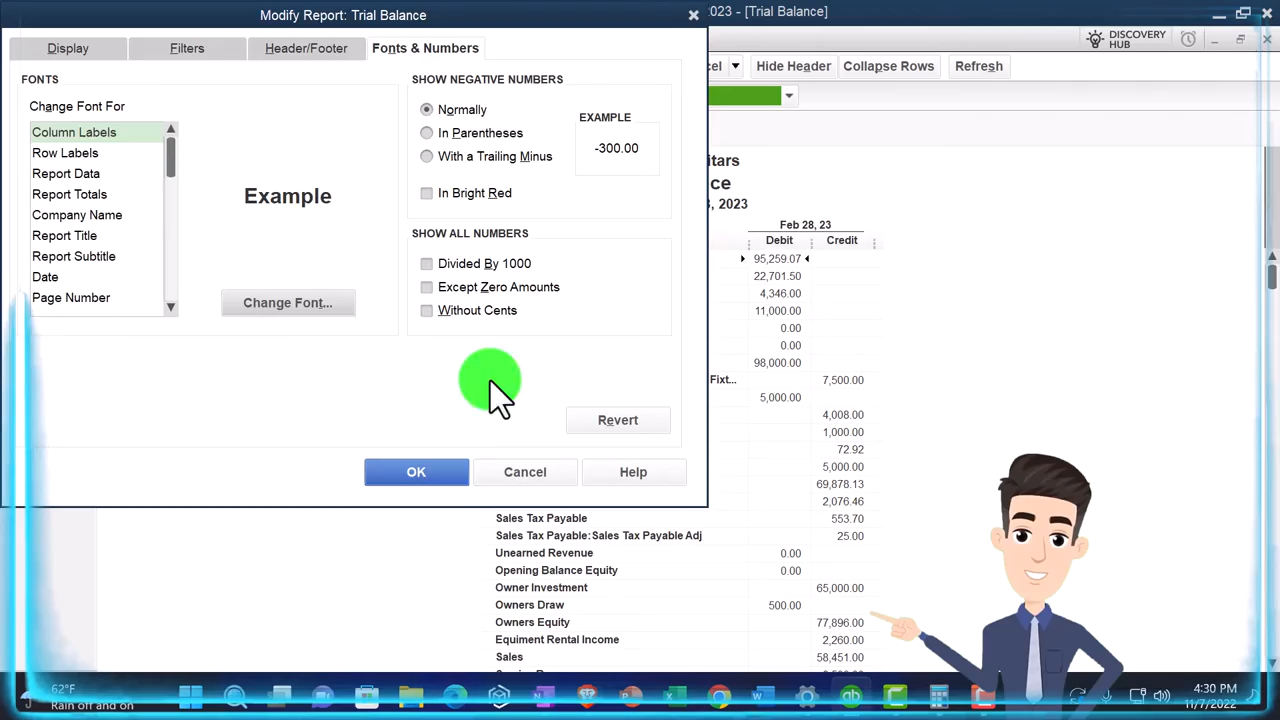 Modify Report: Trial Balance
2023 - [Trial Balance]
Display Filters Header/Footer Fonts & Numbers
DISCOVERY
HUB
Hide Header Collapse Rows Refresh
FONTS
Change Font For
Column Labels
Row Labels
Report Data
Report Totals
Company Name
Report Title
Report Subtitle
Date
Page Number
Example
Change Font...
SHOW NEGATIVE NUMBERS
Normally
In Parentheses
With a Trailing Minus
In Bright Red
EXAMPLE
-300.00
SHOW ALL NUMBERS
Divided By 1000
Except Zero Amounts
Without Cents
Revert
OK Cancel Help
itars
ce
3, 2023
Feb 28, 23
Debit Credit
95,259.07
22,701.50
4,346.00
11,000.00
0.00
0.00
98,000.00
Fixt... 7,500.00
5,000.00
4,008.00
1,000.00
72.92
5,000.00
69,878.13
2,076.46
Sales Tax Payable 553.70
Sales Tax Payable:Sales Tax Payable Adj 25.00
Unearned Revenue 0.00
Opening Balance Equity 0.00
Owner Investment 65,000.00
Owners Draw 500.00
Owners Equity 77,896.00
Equiment Rental Income 2,260.00
Sales 58,451.00
62°F
Rain off and on
4:30 PM
11/7/2022